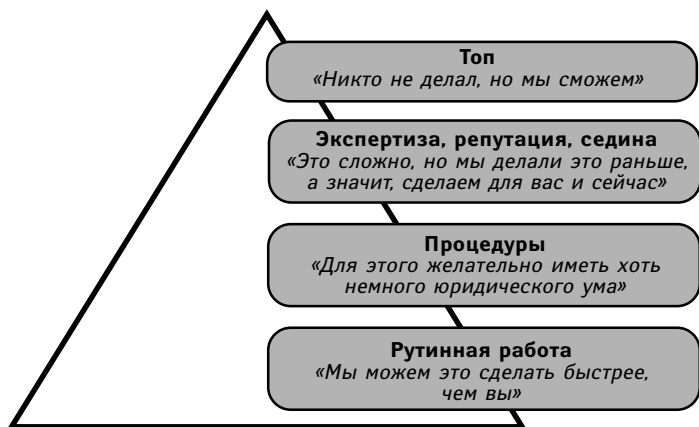 Топ
«Никто не делал, но мы сможем»
Экспертиза, репутация, седина
«Это сложно, но мы делали это раньше,
а значит, сделаем для вас и сейчас»
Процедуры
«Для этого желательно иметь хоть
немного юридического ума»
Рутинная работа
«Мы можем это сделать быстрее,
чем вы»